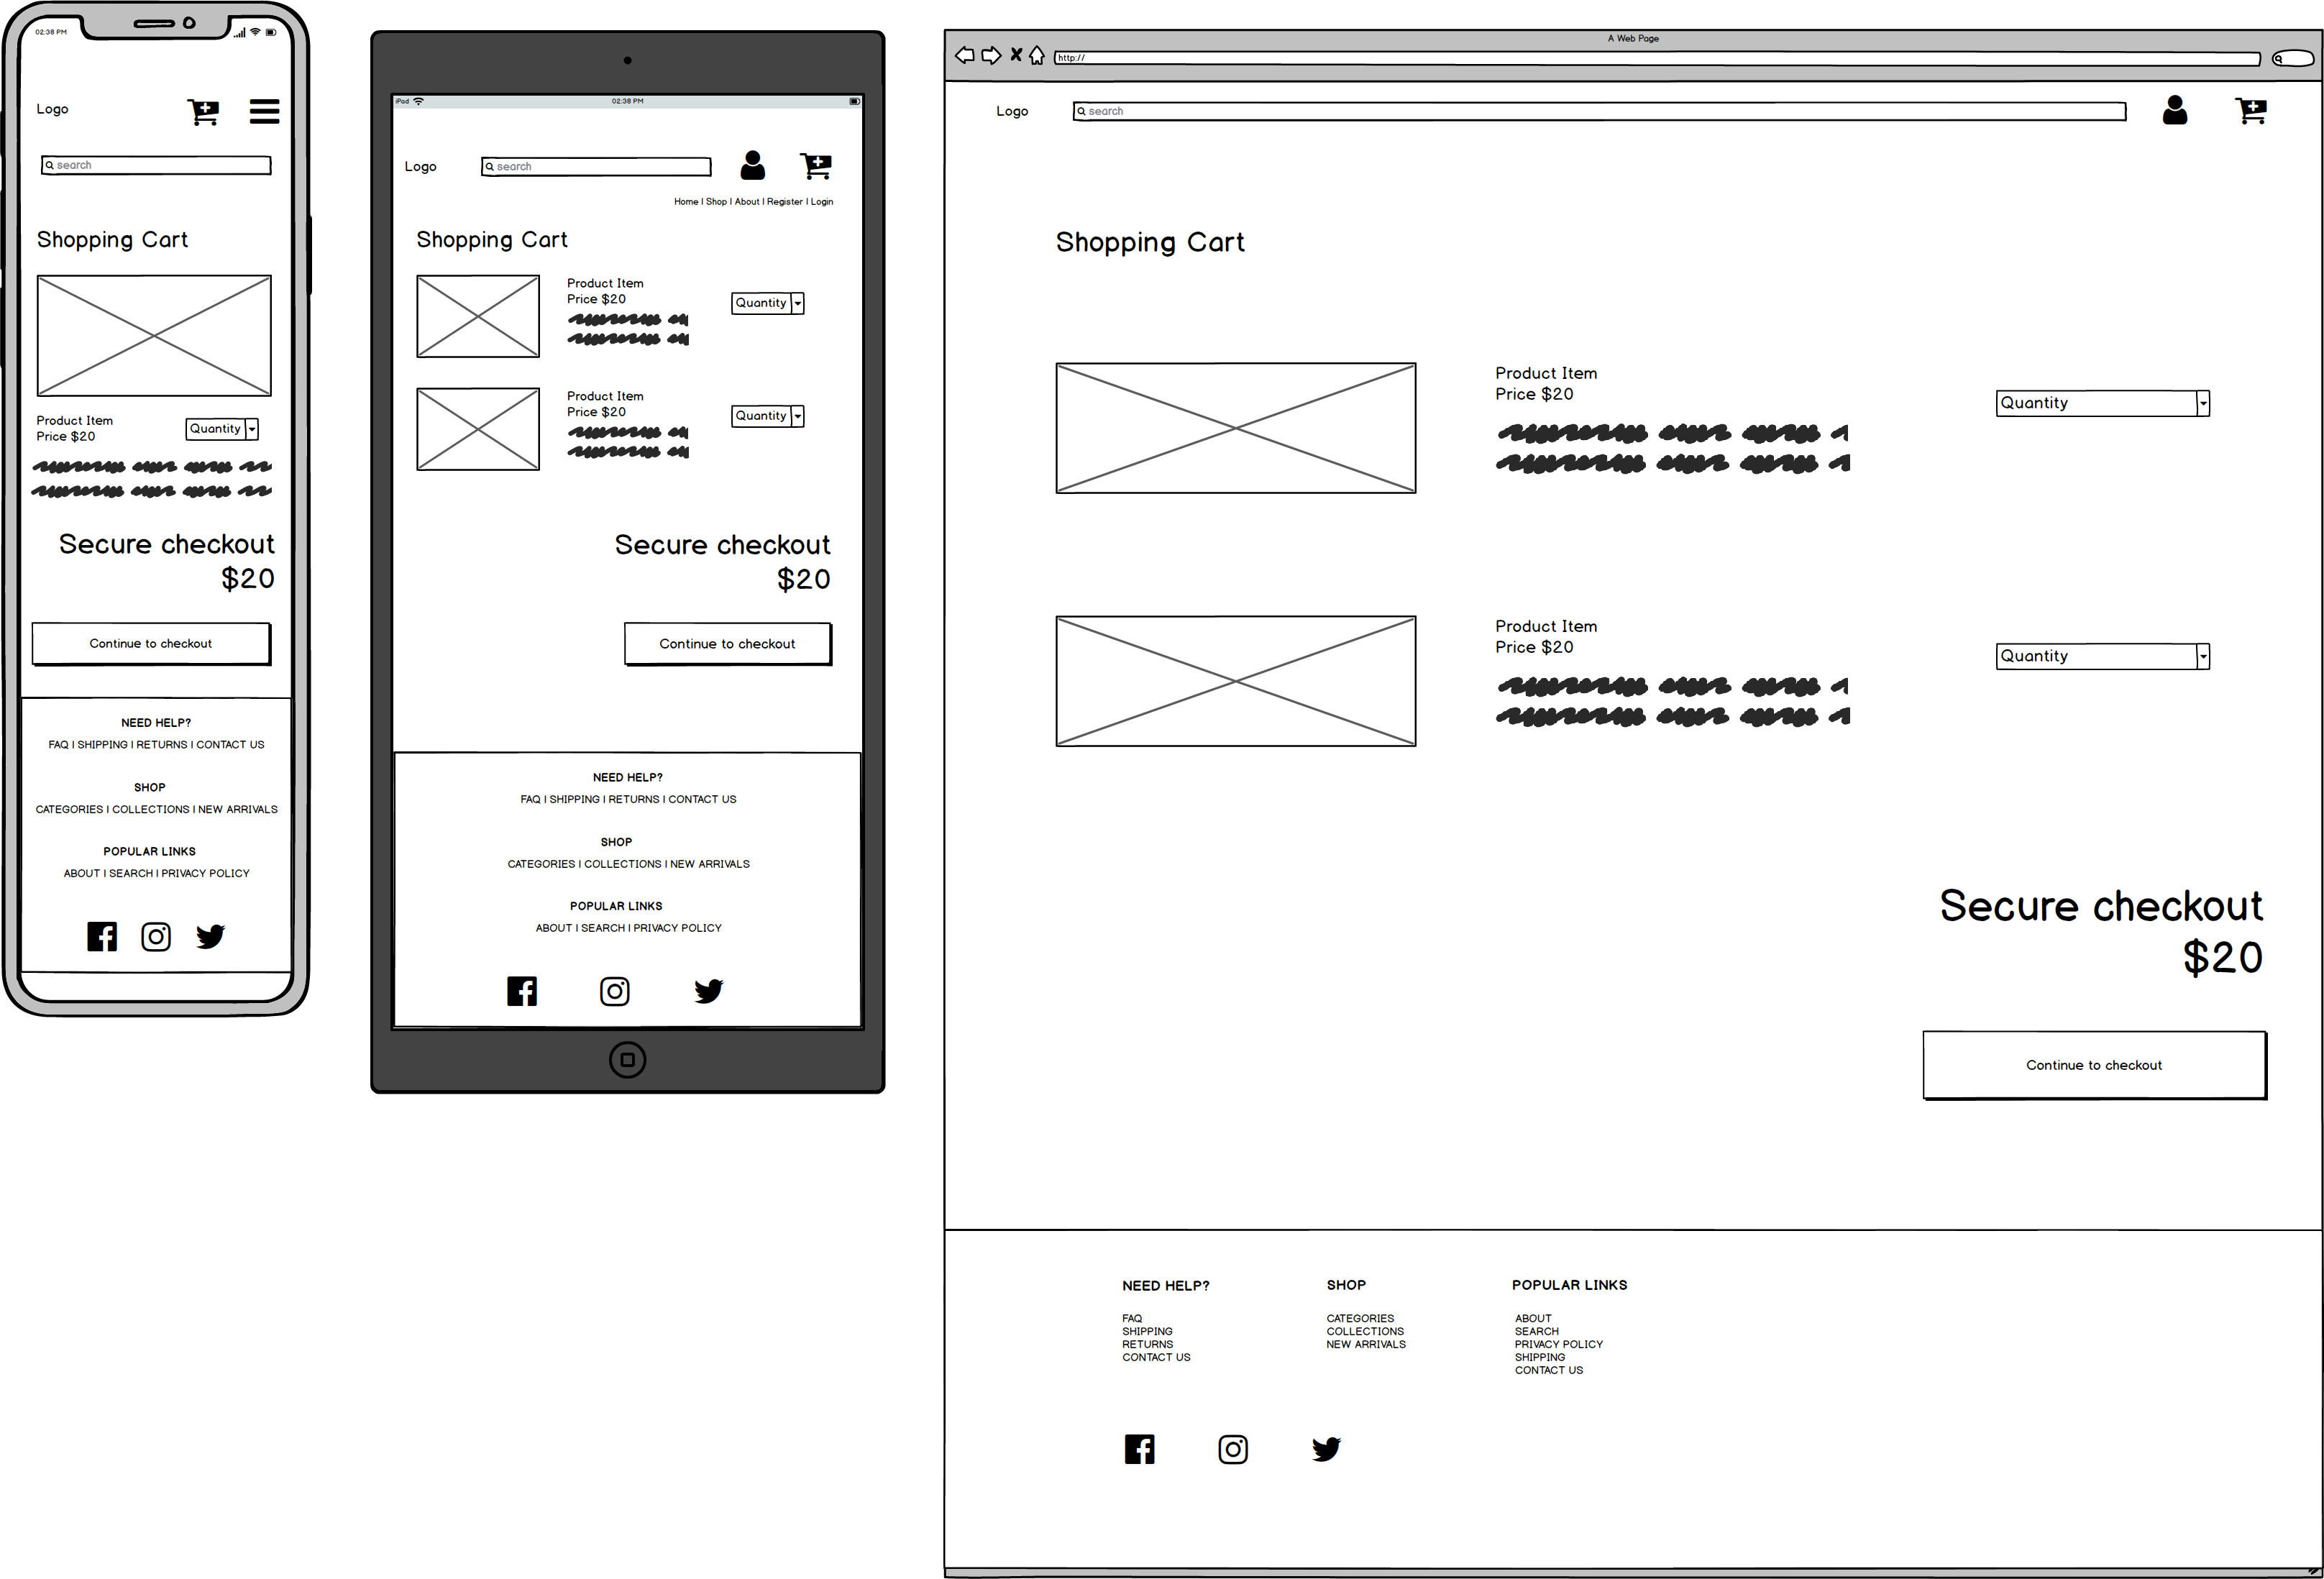 02:38 PM
Logo
search
Shopping Cart
Product Item
Price $20
Quantity
Secure checkout
$20
Continue to checkout
NEED HELP?
FAQ | SHIPPING | RETURNS | CONTACT US
SHOP
CATEGORIES | COLLECTIONS | NEW ARRIVALS
POPULAR LINKS
ABOUT | SEARCH | PRIVACY POLICY
iPad
02:38 PM
Logo
search
Home | Shop | About | Register | Login
Shopping Cart
Product Item
Price $20
Quantity
Product Item
Price $20
Quantity
Secure checkout
$20
Continue to checkout
NEED HELP?
FAQ | SHIPPING | RETURNS | CONTACT US
SHOP
CATEGORIES | COLLECTIONS | NEW ARRIVALS
POPULAR LINKS
ABOUT | SEARCH | PRIVACY POLICY
A Web Page
http://
Logo
search
Shopping Cart
Product Item
Price $20
Quantity
Product Item
Price $20
Quantity
Secure checkout
$20
Continue to checkout
NEED HELP?
FAQ
SHIPPING
RETURNS
CONTACT US
SHOP
CATEGORIES
COLLECTIONS
NEW ARRIVALS
POPULAR LINKS
ABOUT
SEARCH
PRIVACY POLICY
SHIPPING
CONTACT US